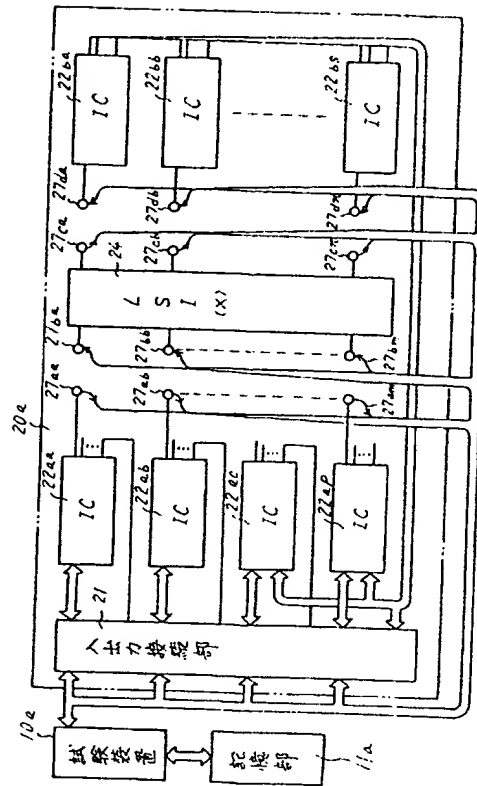 20a
10a
試験装置
記憶部
11a
21
入出力接続部
22aa
IC
22ab
IC
22ac
IC
22ap
IC
27aa
27ab
27am
27ba
27bb
27bm
24
LSI
(X)
27ca
27cb
27cn
27da
27db
27dn
22ba
IC
22bb
IC
22bs
IC